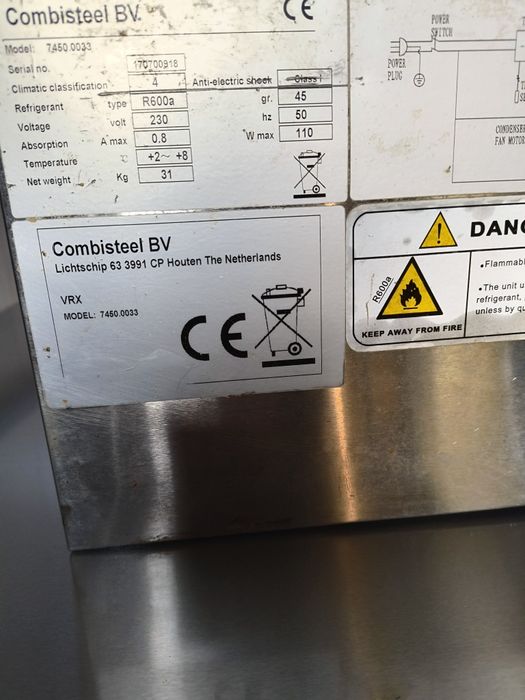 Combisteel BV.
CE
Model: 7450.0033
Serial no. 170700918
Climatic classification 4 Anti-electric shock Class I
Refrigerant type R600a gr. 45
Voltage volt 230 hz 50
Absorption A max 0.8 W max 110
Temperature °C +2~ +8
Net weight Kg 31
POWER
SWITCH
POWER
PLUG
FAN MOTOR
Combisteel BV
Lichtschip 63 3991 CP Houten The Netherlands
VRX
MODEL: 7450.0033
CE
R600a
KEEP AWAY FROM FIRE
•The unit
refrigerant,
unless by